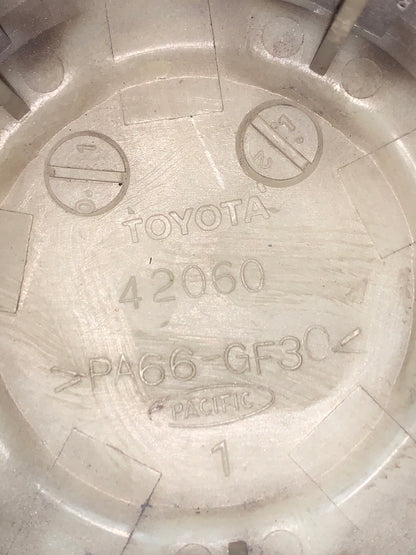 TOYOTA
42060
>PA66-GF30<
PACIFIC
1